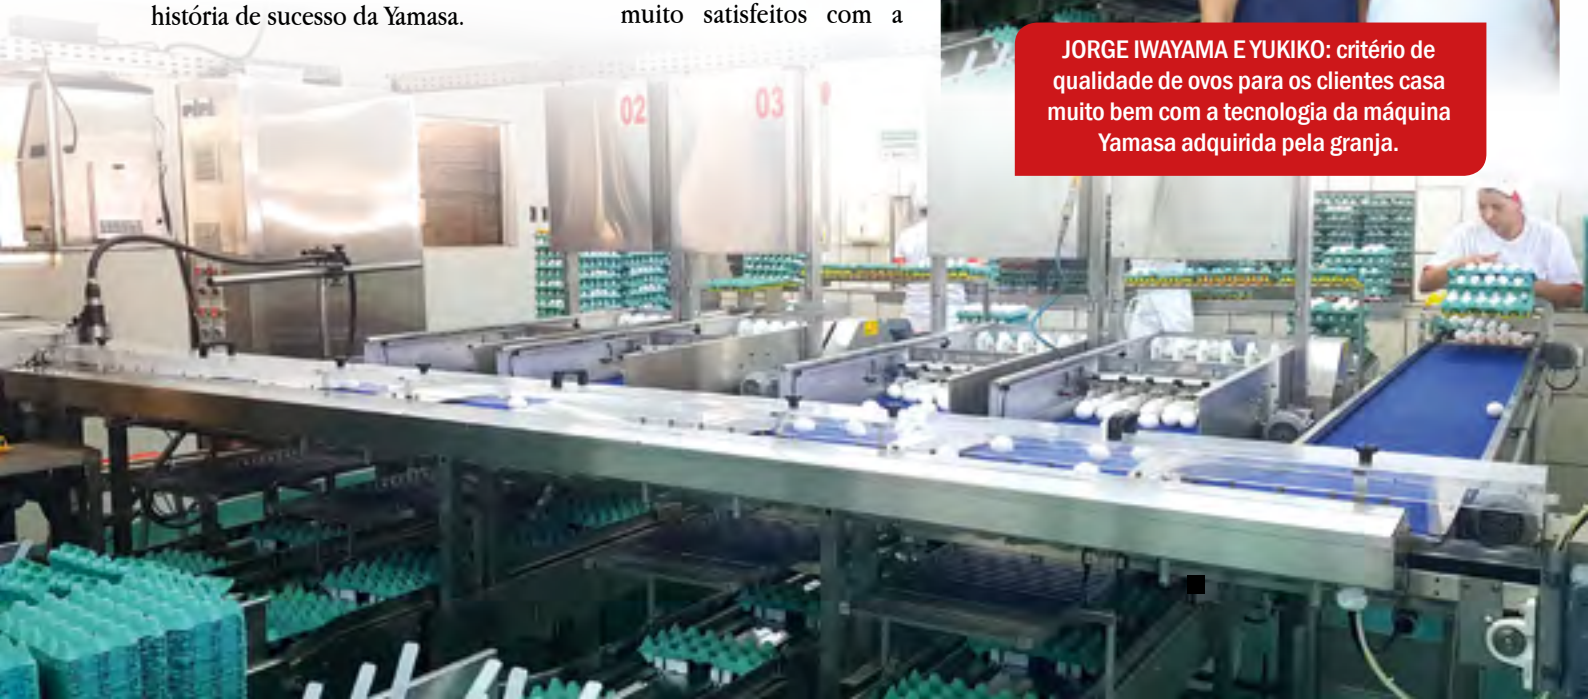 história de sucesso da Yamasa.
muito satisfeitos com a
JORGE IWAYAMA E YUKIKO: critério de
qualidade de ovos para os clientes casa
muito bem com a tecnologia da máquina
Yamasa adquirida pela granja.
02
03